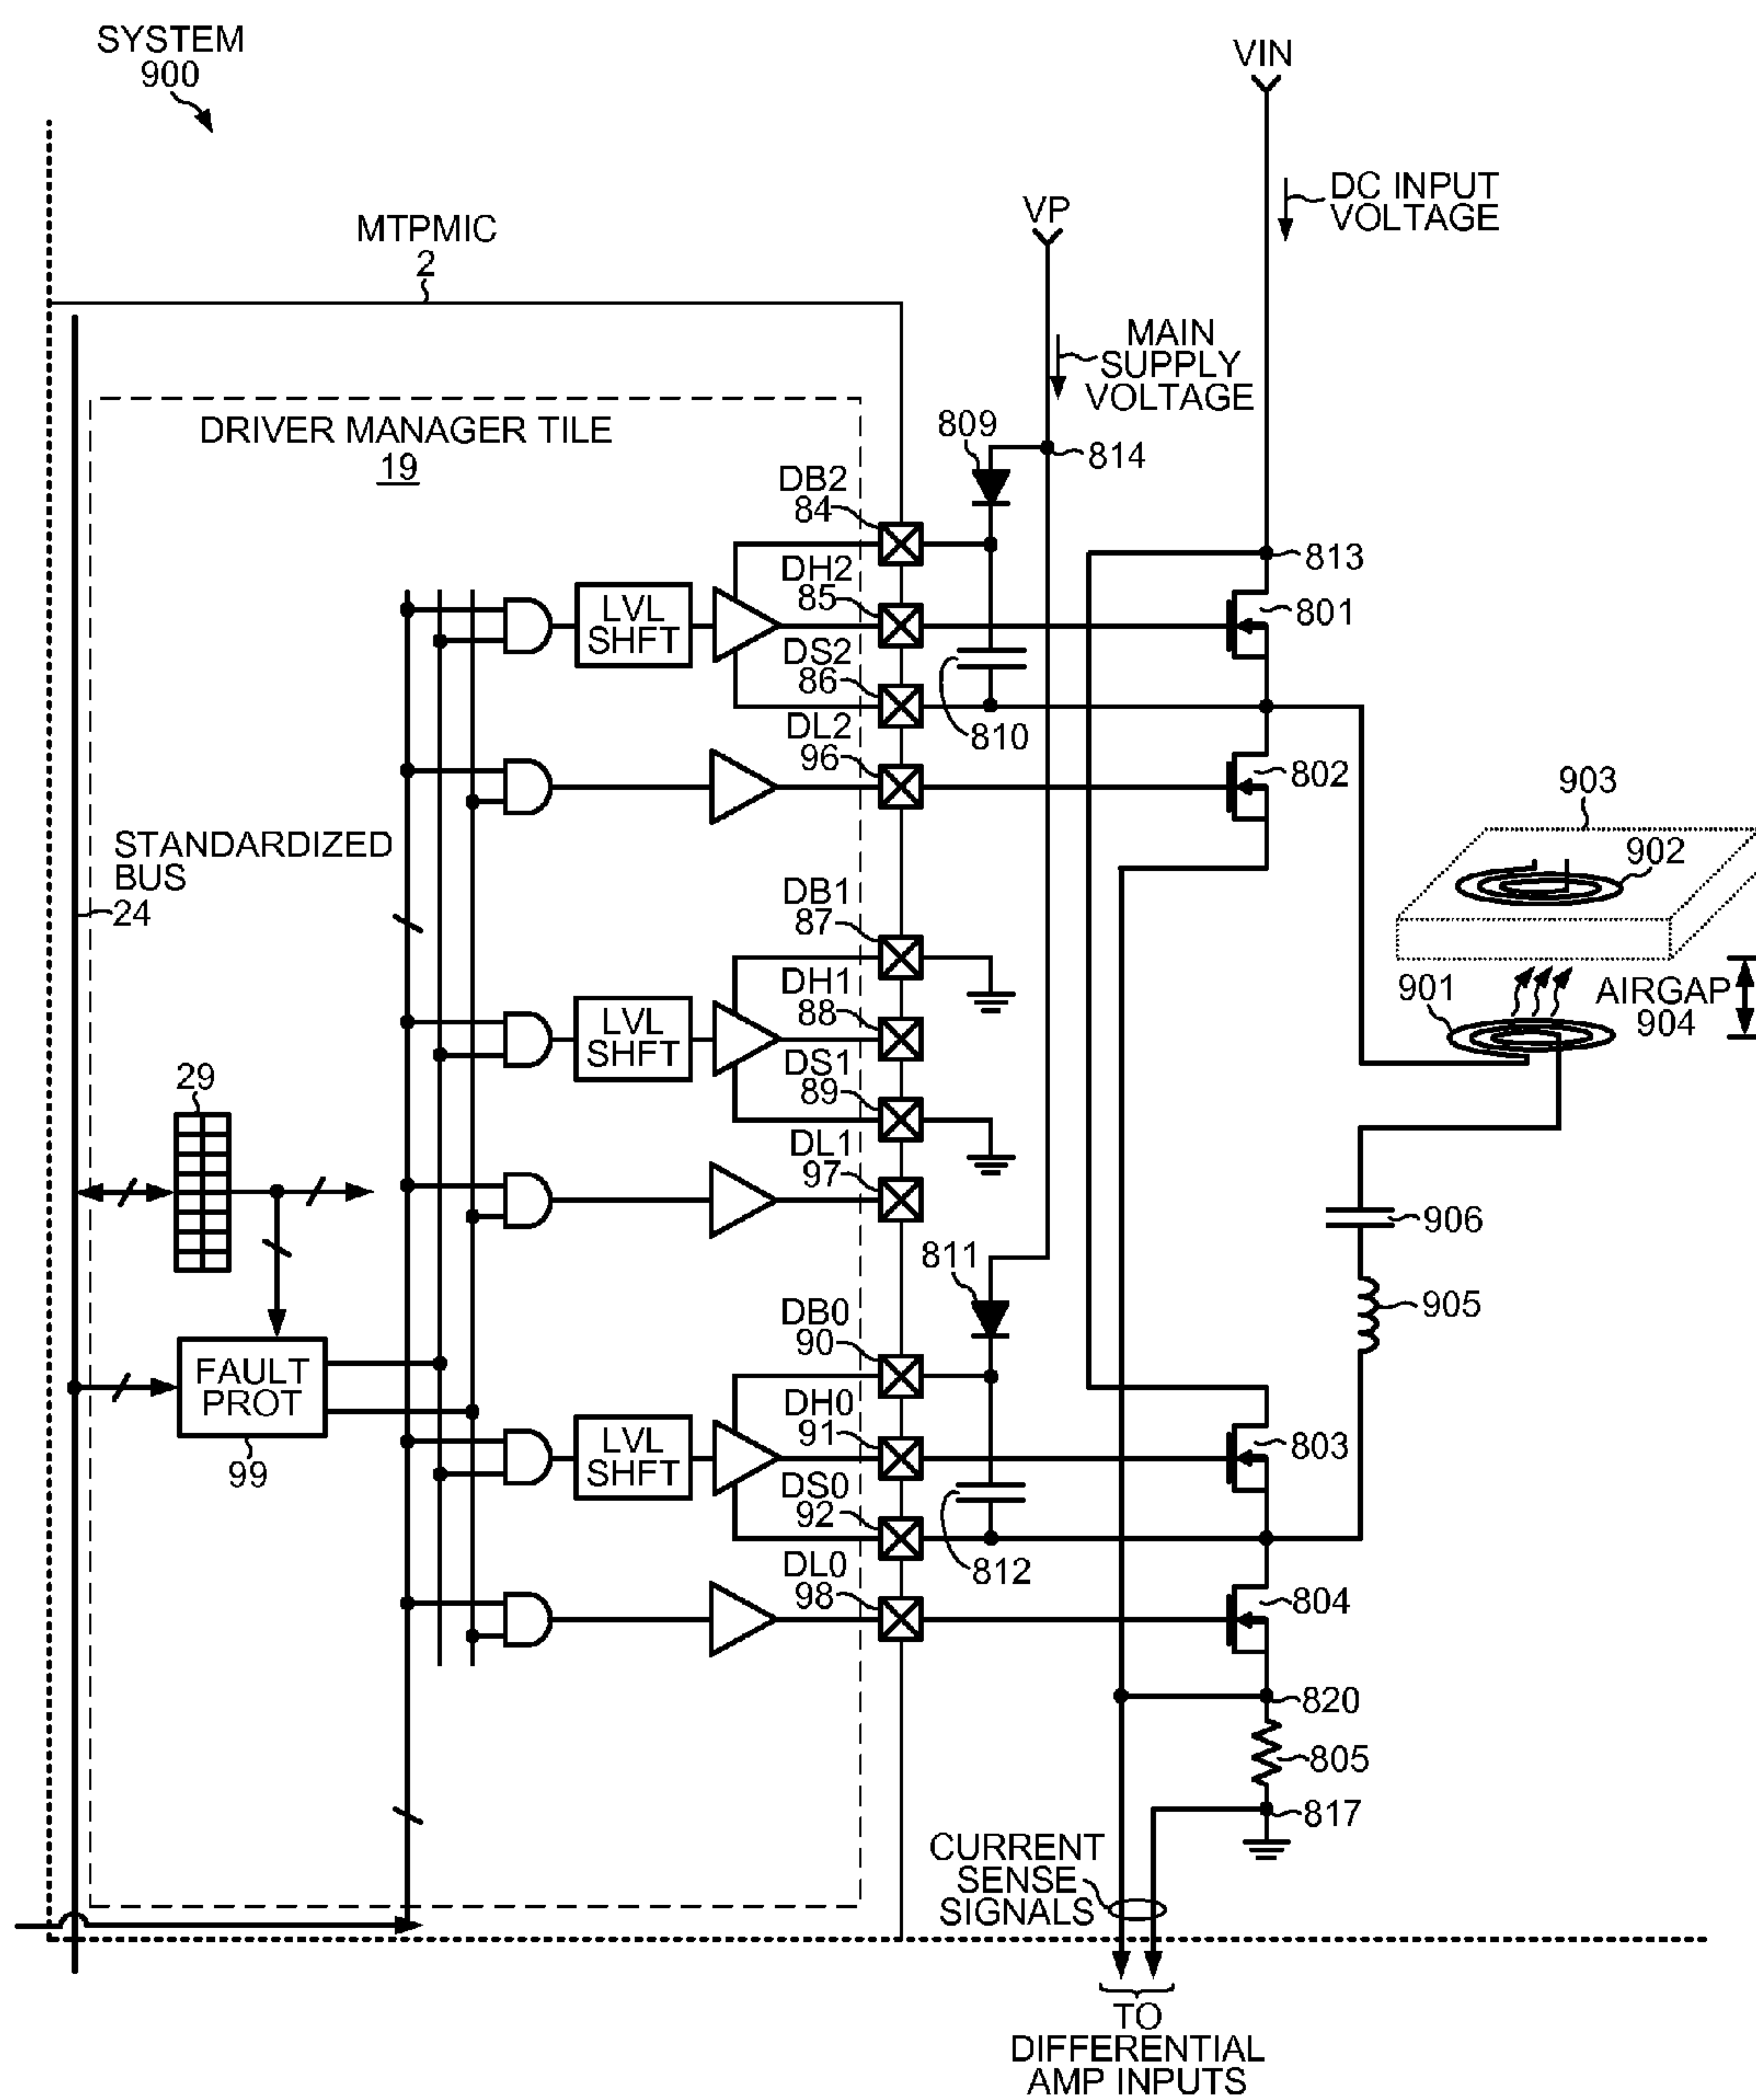 SYSTEM
900
VIN
DC INPUT
VOLTAGE
VP
MTPMIC
2
MAIN
SUPPLY
VOLTAGE
DRIVER MANAGER TILE
19
809
814
DB2
84
813
DH2
85
LVL
SHFT
801
DS2
86
810
DL2
96
802
903
902
STANDARDIZED
BUS
24
DB1
87
DH1
88
LVL
SHFT
901
AIRGAP
904
DS1
89
29
DL1
97
906
811
905
DB0
90
FAULT
PROT
99
DH0
91
LVL
SHFT
803
DS0
92
812
DL0
98
804
820
805
817
CURRENT
SENSE
SIGNALS
TO
DIFFERENTIAL
AMP INPUTS